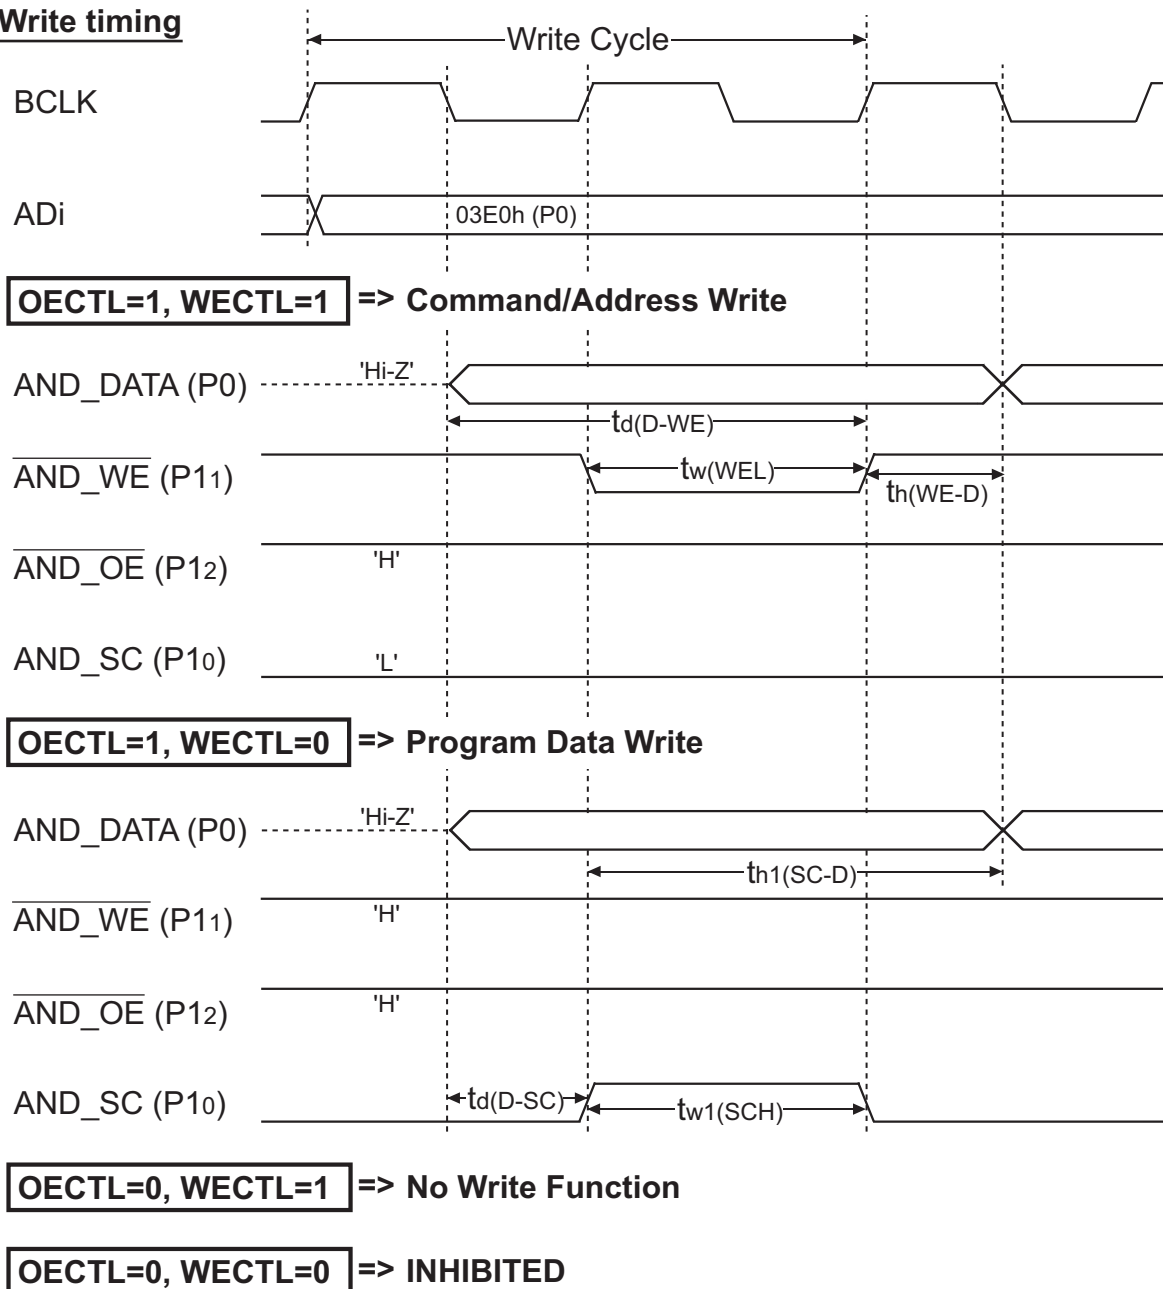 Write timing
Write Cycle
BCLK
ADi
03E0h (P0)
OECTL=1, WECTL=1 => Command/Address Write
AND_DATA (P0)
'Hi-Z'
td(D-WE)
AND_WE (P11)
tw(WEL)
th(WE-D)
AND_OE (P12)
'H'
AND_SC (P10)
'L'
OECTL=1, WECTL=0 => Program Data Write
AND_DATA (P0)
'Hi-Z'
th1(SC-D)
AND_WE (P11)
'H'
AND_OE (P12)
'H'
AND_SC (P10)
td(D-SC)
tw1(SCH)
OECTL=0, WECTL=1 => No Write Function
OECTL=0, WECTL=0 => INHIBITED